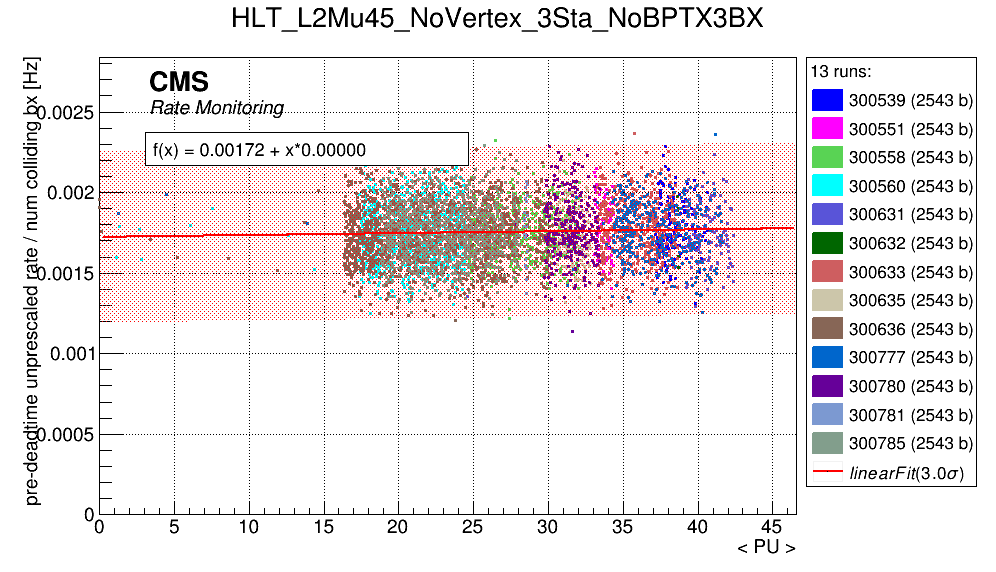 HLT_L2Mu45_NoVertex_3Sta_NoBPTX3BX
pre-deadtime unprescaled rate / num colliding bx [Hz]
CMS
Rate Monitoring
f(x) = 0.00172 + x*0.00000
0.0025
0.002
0.0015
0.001
0.0005
0
0 5 10 15 20 25 30 35 40 45
< PU >
13 runs:
300539 (2543 b)
300551 (2543 b)
300558 (2543 b)
300560 (2543 b)
300631 (2543 b)
300632 (2543 b)
300633 (2543 b)
300635 (2543 b)
300636 (2543 b)
300777 (2543 b)
300780 (2543 b)
300781 (2543 b)
300785 (2543 b)
linearFit(3.0σ)